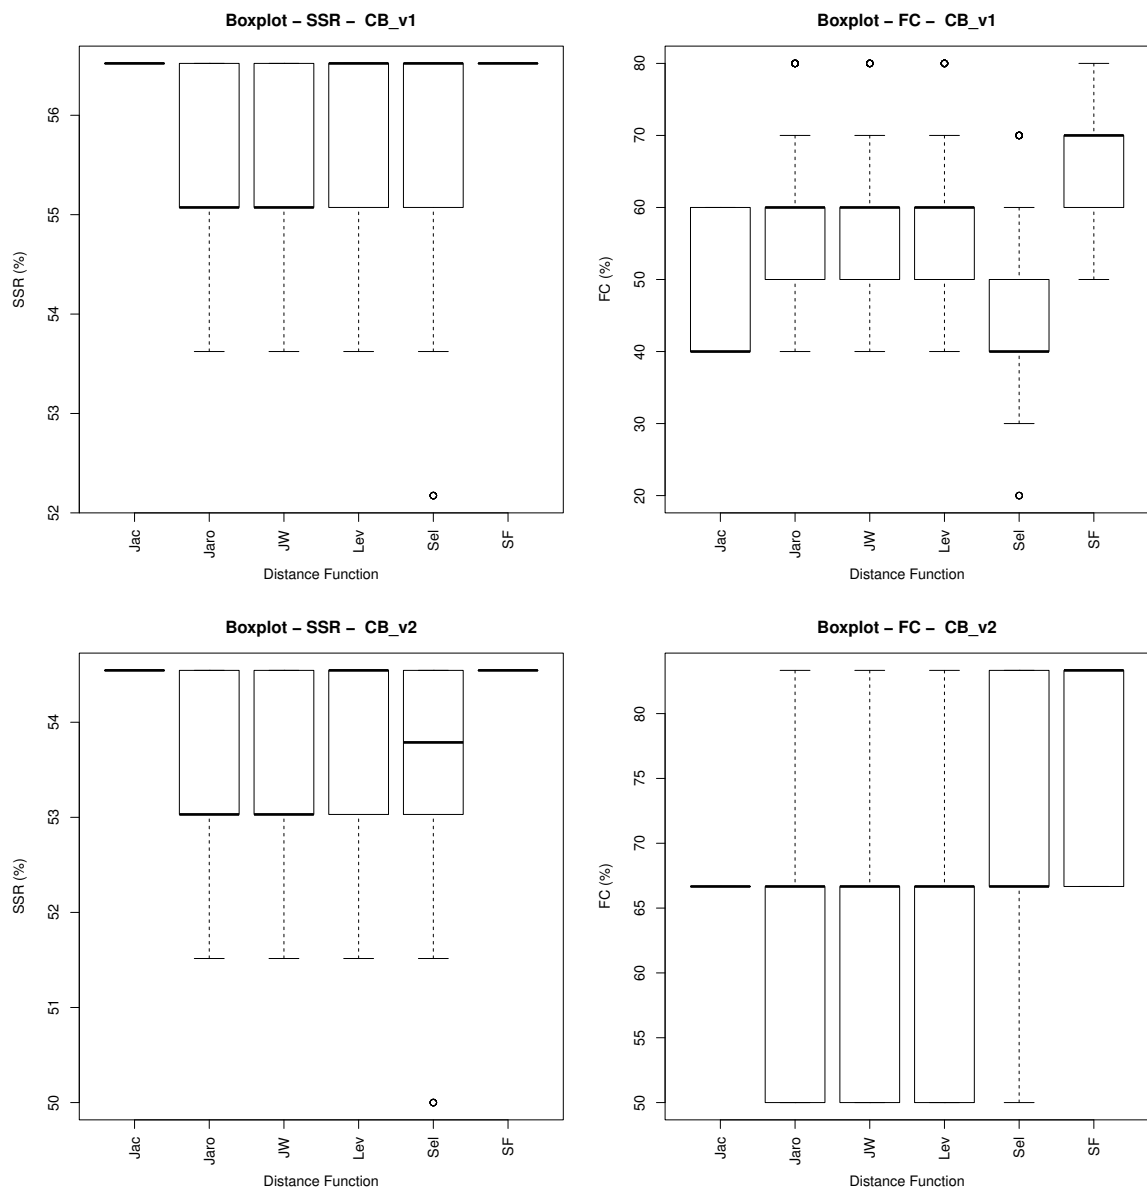 Boxplot – SSR – CB_v1
SSR (%)
56
55
54
53
52
Jac
Jaro
JW
Lev
Sel
SF
Distance Function
Boxplot – FC – CB_v1
FC (%)
80
70
60
50
40
30
20
Jac
Jaro
JW
Lev
Sel
SF
Distance Function
Boxplot – SSR – CB_v2
SSR (%)
54
53
52
51
50
Jac
Jaro
JW
Lev
Sel
SF
Distance Function
Boxplot – FC – CB_v2
FC (%)
80
75
70
65
60
55
50
Jac
Jaro
JW
Lev
Sel
SF
Distance Function